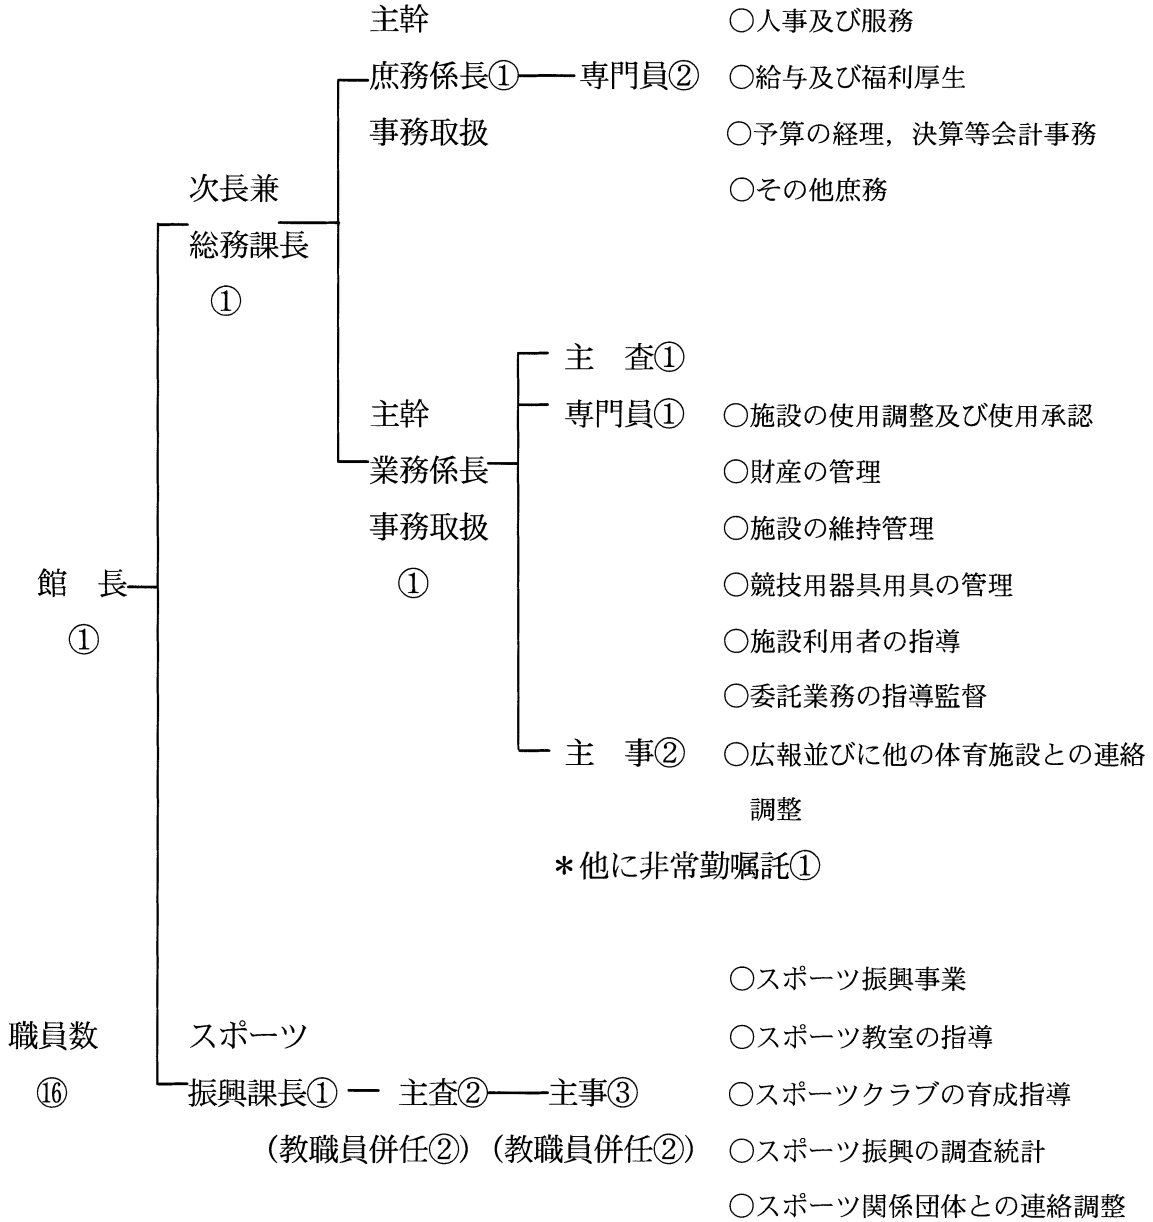 主幹　○人事及び服務
庶務係長①　専門員②　○給与及び福利厚生
事務取扱　○予算の経理，決算等会計事務
次長兼　○その他庶務
総務課長
①
主　査①
主幹　専門員①　○施設の使用調整及び使用承認
業務係長　○財産の管理
事務取扱　○施設の維持管理
館　長　①　○競技用器具用具の管理
①　○施設利用者の指導
○委託業務の指導監督
主　事②　○広報並びに他の体育施設との連絡
調整
＊他に非常勤嘱託①
○スポーツ振興事業
職員数　スポーツ　○スポーツ教室の指導
⑯　振興課長①　主査②　主事③　○スポーツクラブの育成指導
（教職員併任②）（教職員併任②）　○スポーツ振興の調査統計
○スポーツ関係団体との連絡調整